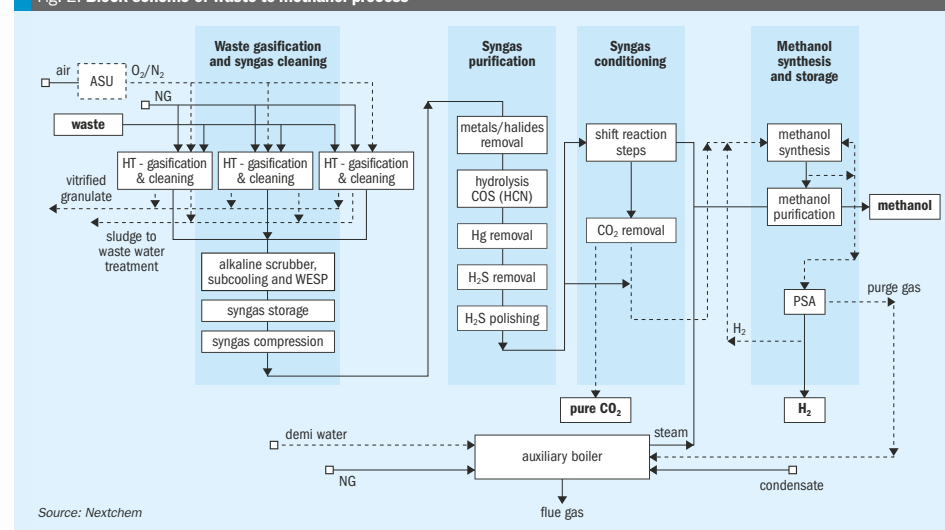 Fig. 2: Block scheme of waste to methanol process
Waste gasification
and syngas cleaning
Syngas
purification
Syngas
conditioning
Methanol
synthesis
and storage
air
ASU
O2/N2
NG
waste
HT - gasification
& cleaning
HT - gasification
& cleaning
HT - gasification
& cleaning
vitrified
granulate
sludge to
waste water
treatment
alkaline scrubber,
subcooling and WESP
syngas storage
syngas compression
metals/halides
removal
hydrolysis
COS (HCN)
Hg removal
H2S removal
H2S polishing
shift reaction
steps
CO2 removal
pure CO2
methanol
synthesis
methanol
purification
methanol
PSA
purge gas
H2
H2
demi water
NG
auxiliary boiler
steam
condensate
flue gas
Source: Nextchem